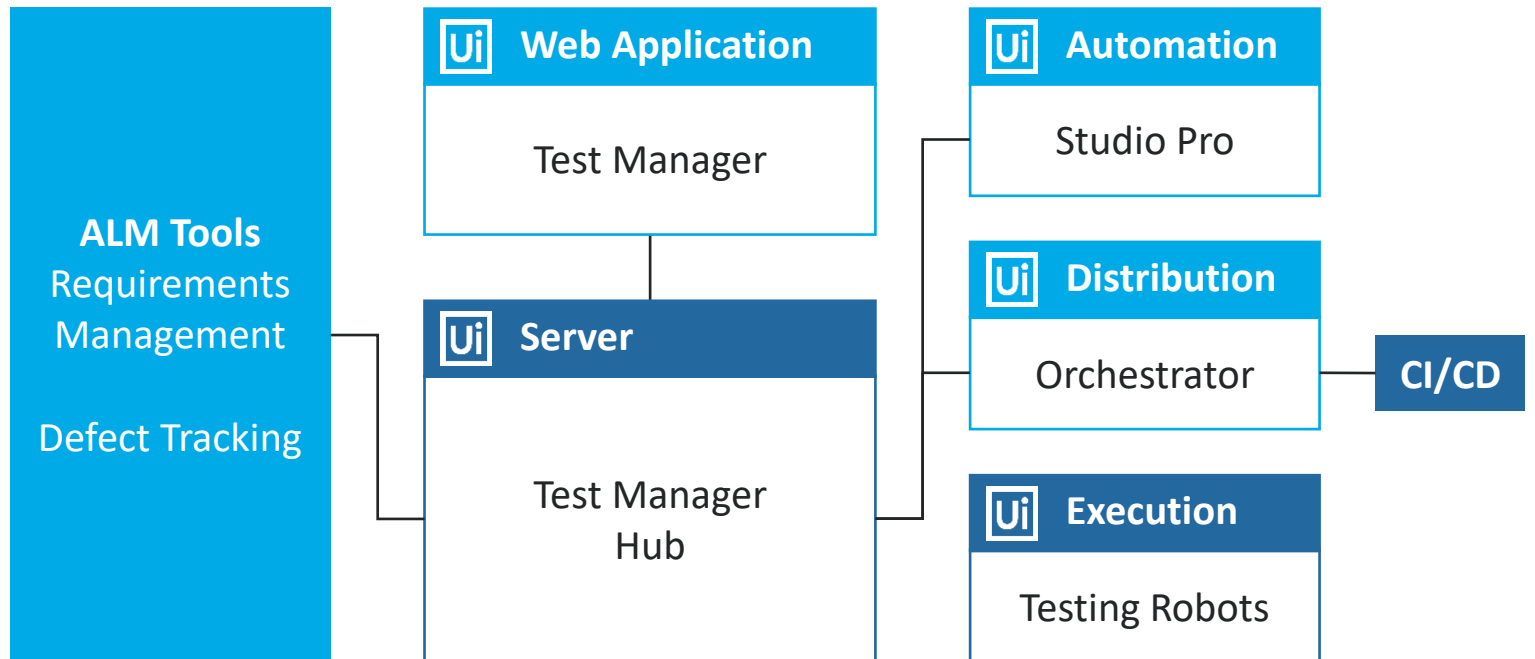 ALM Tools
Requirements
Management
Defect Tracking
Ui Web Application
Test Manager
Ui Server
Test Manager
Hub
Ui Automation
Studio Pro
Ui Distribution
Orchestrator
CI/CD
Ui Execution
Testing Robots